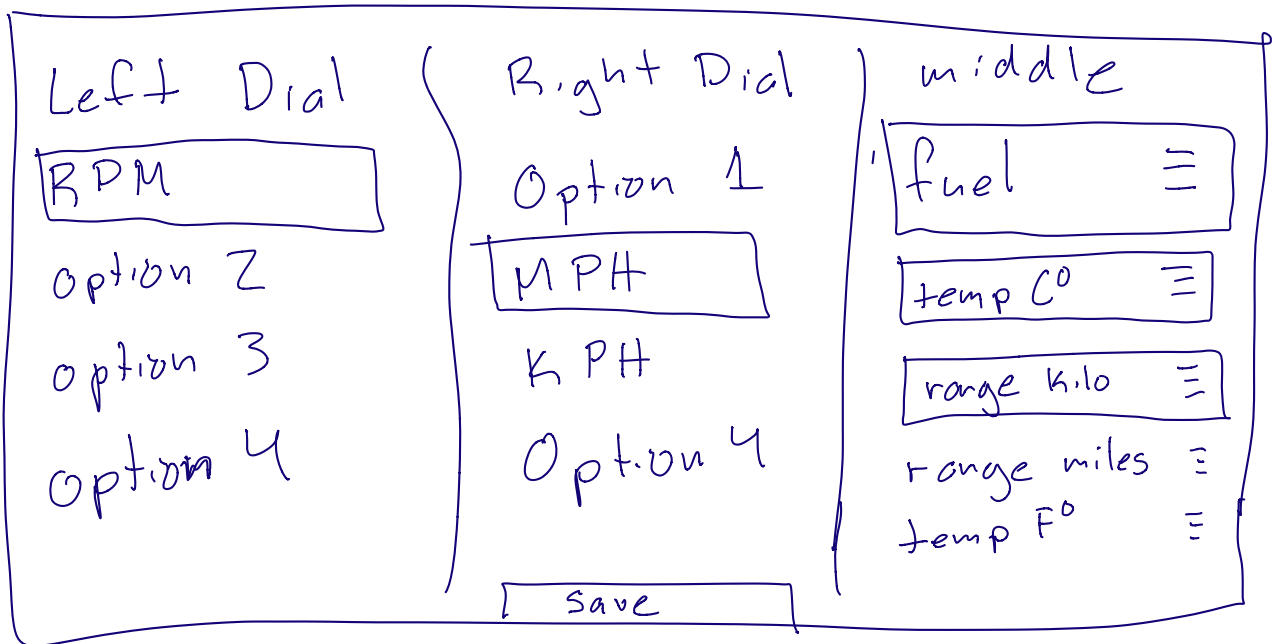 Left Dial
RPM
option 2
option 3
option 4
Right Dial
Option 1
MPH
KPH
Option 4
middle
fuel
temp C°
range kilo
range miles
temp F°
save